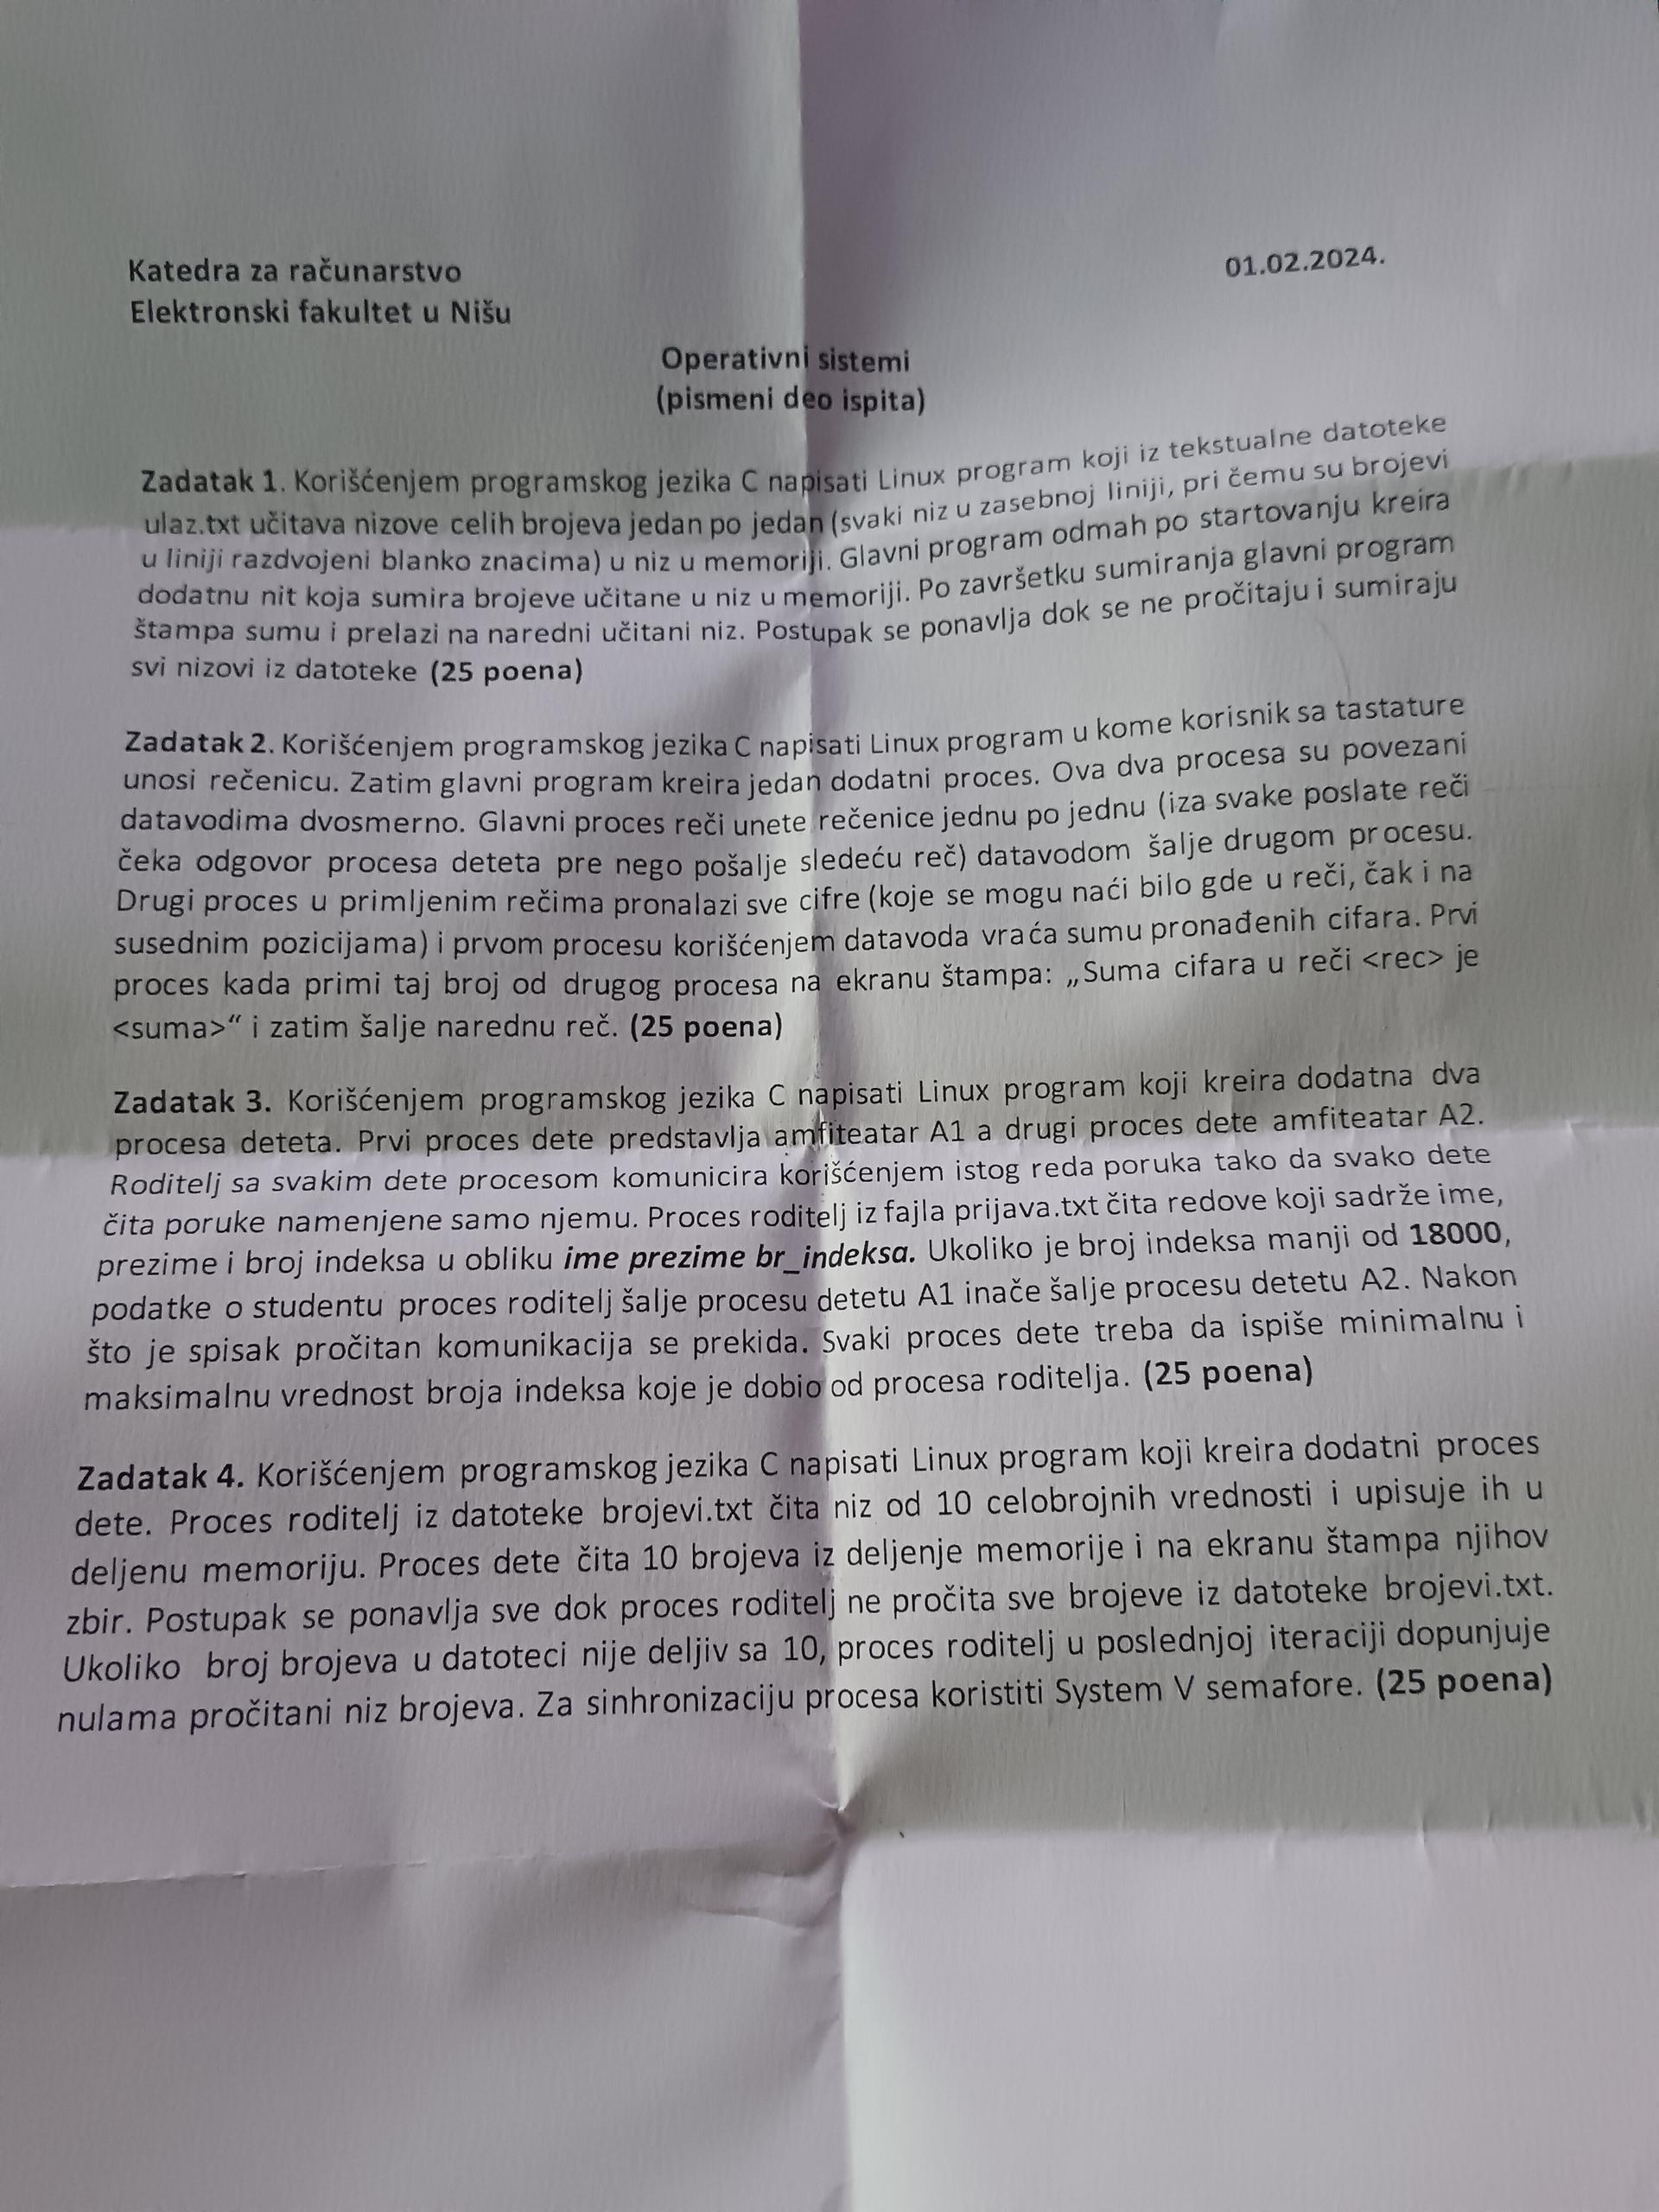 Katedra za računarstvo
01.02.2024.
Elektronski fakultet u Nišu
Operativni sistemi
(pismeni deo ispita)
Zadatak 1. Korišćenjem programskog jezika C napisati Linux program koji iz tekstualne datoteke
ulaz.txt učitava nizove celih brojeva jedan po jedan (svaki niz u zasebnoj liniji, pri čemu su brojevi
u liniji razdvojeni blanko znacima) u niz u memoriji. Glavni program odmah po startovanju kreira
dodatnu nit koja sumira brojeve učitane u niz u memoriji. Po završetku sumiranja glavni program
štampa sumu i prelazi na naredni učitani niz. Postupak se ponavlja dok se ne pročitaju i sumiraju
svi nizovi iz datoteke (25 poena)
Zadatak 2. Korišćenjem programskog jezika C napisati Linux program u kome korisnik sa tastature
unosi rečenicu. Zatim glavni program kreira jedan dodatni proces. Ova dva procesa su povezani
datavodima dvosmerno. Glavni proces reči unete rečenice jednu po jednu (iza svake poslate reči
čeka odgovor procesa deteta pre nego pošalje sledeću reč) datavodom šalje drugom procesu.
Drugi proces u primljenim rečima pronalazi sve cifre (koje se mogu naći bilo gde u reči, čak i na
susednim pozicijama) i prvom procesu korišćenjem datavoda vraća sumu pronađenih cifara. Prvi
proces kada primi taj broj od drugog procesa na ekranu štampa: „Suma cifara u reči <rec> je
<suma>“ i zatim šalje narednu reč. (25 poena)
Zadatak 3. Korišćenjem programskog jezika C napisati Linux program koji kreira dodatna dva
procesa deteta. Prvi proces dete predstavlja amfiteatar A1 a drugi proces dete amfiteatar A2.
Roditelj sa svakim dete procesom komunicira korišćenjem istog reda poruka tako da svako dete
čita poruke namenjene samo njemu. Proces roditelj iz fajla prijava.txt čita redove koji sadrže ime,
prezime i broj indeksa u obliku ime prezime br_indeksa. Ukoliko je broj indeksa manji od 18000,
podatke o studentu proces roditelj šalje procesu detetu A1 inače šalje procesu detetu A2. Nakon
što je spisak pročitan komunikacija se prekida. Svaki proces dete treba da ispiše minimalnu i
maksimalnu vrednost broja indeksa koje je dobio od procesa roditelja. (25 poena)
Zadatak 4. Korišćenjem programskog jezika C napisati Linux program koji kreira dodatni proces
dete. Proces roditelj iz datoteke brojevi.txt čita niz od 10 celobrojnih vrednosti i upisuje ih u
deljenu memoriju. Proces dete čita 10 brojeva iz deljenje memorije i na ekranu štampa njihov
zbir. Postupak se ponavlja sve dok proces roditelj ne pročita sve brojeve iz datoteke brojevi.txt.
Ukoliko broj brojeva u datoteci nije deljiv sa 10, proces roditelj u poslednjoj iteraciji dopunjuje
nulama pročitani niz brojeva. Za sinhronizaciju procesa koristiti System V semafore. (25 poena)